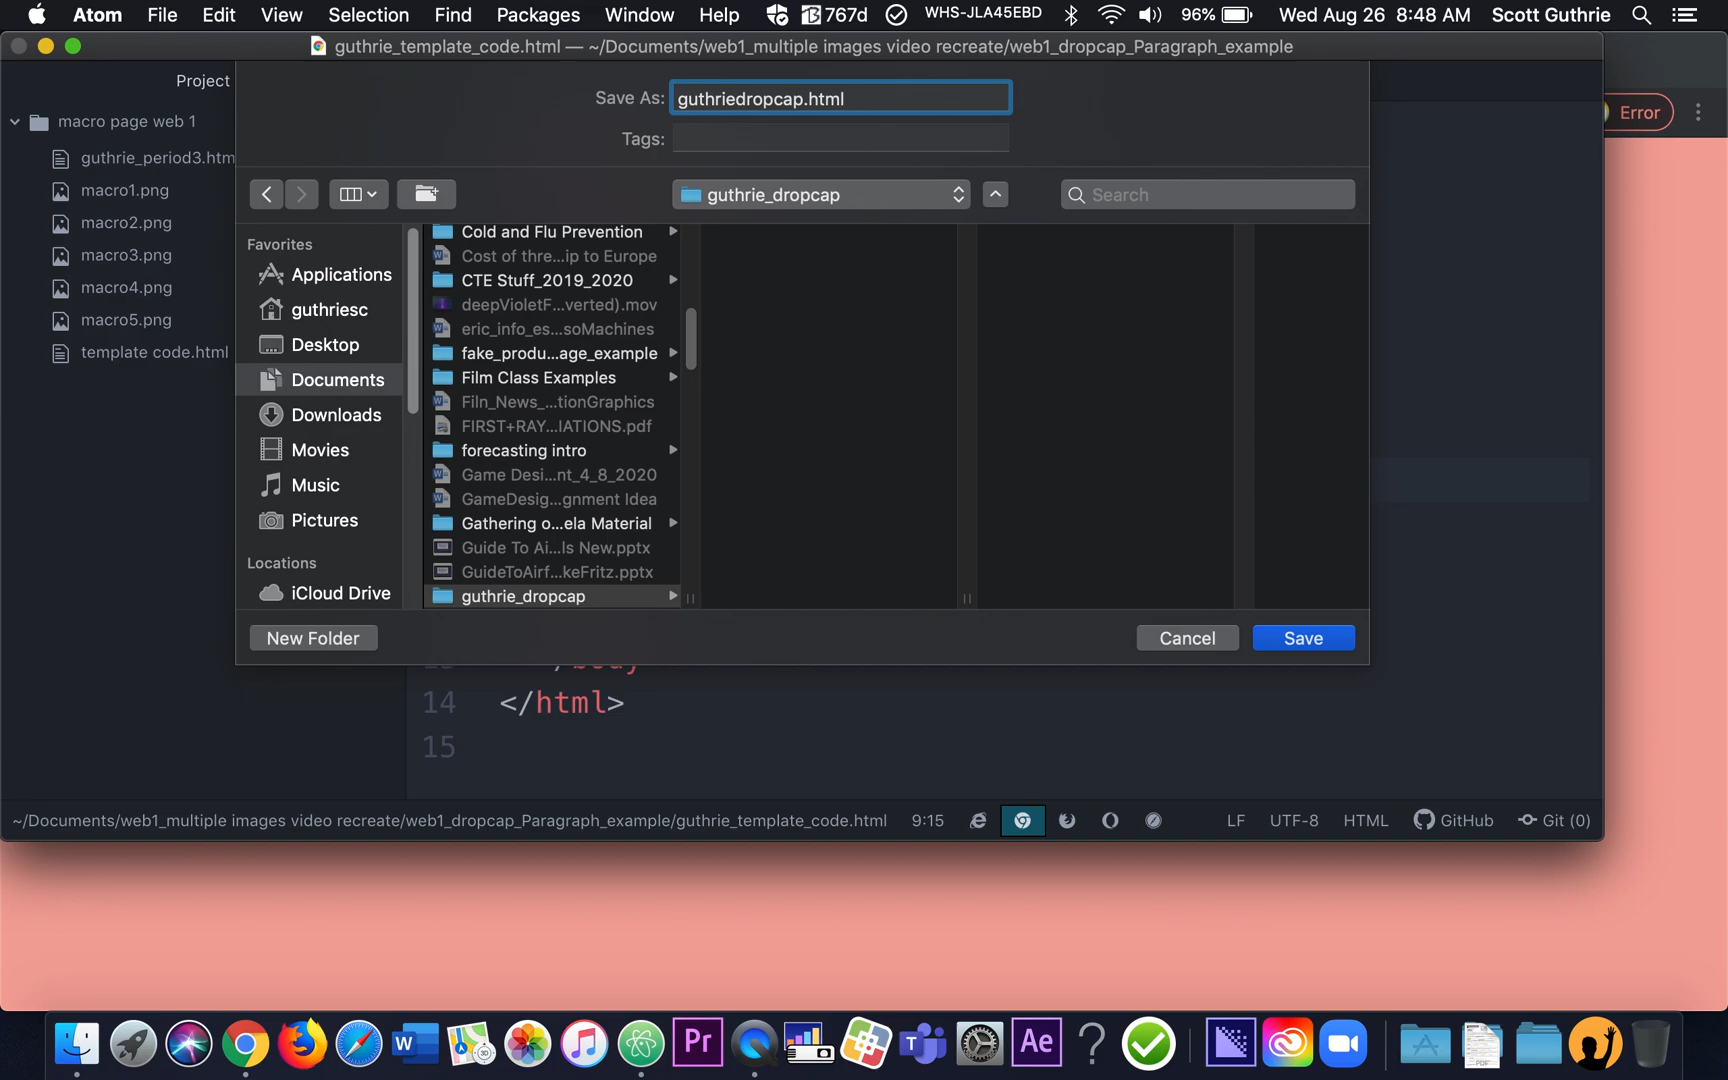 Atom File Edit View Selection Find Packages Window Help 767d WHS-JLA45EBD 96% Wed Aug 26 8:48 AM Scott Guthrie
guthrie_template_code.html — ~/Documents/web1_multiple images video recreate/web1_dropcap_Paragraph_example
Project
macro page web 1
guthrie_period3.htm
macro1.png
macro2.png
macro3.png
macro4.png
macro5.png
template code.html
Save As: guthriedropcap.html
Tags:
guthrie_dropcap
Search
Error
Favorites
Applications
guthriesc
Desktop
Documents
Downloads
Movies
Music
Pictures
Locations
iCloud Drive
Cold and Flu Prevention
Cost of thre...ip to Europe
CTE Stuff_2019_2020
deepVioletF...verted).mov
eric_info_es...soMachines
fake_produ...age_example
Film Class Examples
Filn_News_...tionGraphics
FIRST+RAY...IATIONS.pdf
forecasting intro
Game Desi...nt_4_8_2020
GameDesig...gnment Idea
Gathering o...ela Material
Guide To Ai...ls New.pptx
GuideToAirf...keFritz.pptx
guthrie_dropcap
New Folder
Cancel
Save
14 </html>
15
~/Documents/web1_multiple images video recreate/web1_dropcap_Paragraph_example/guthrie_template_code.html 9:15 LF UTF-8 HTML GitHub Git (0)
W 3D Pr T Ae ? PDF